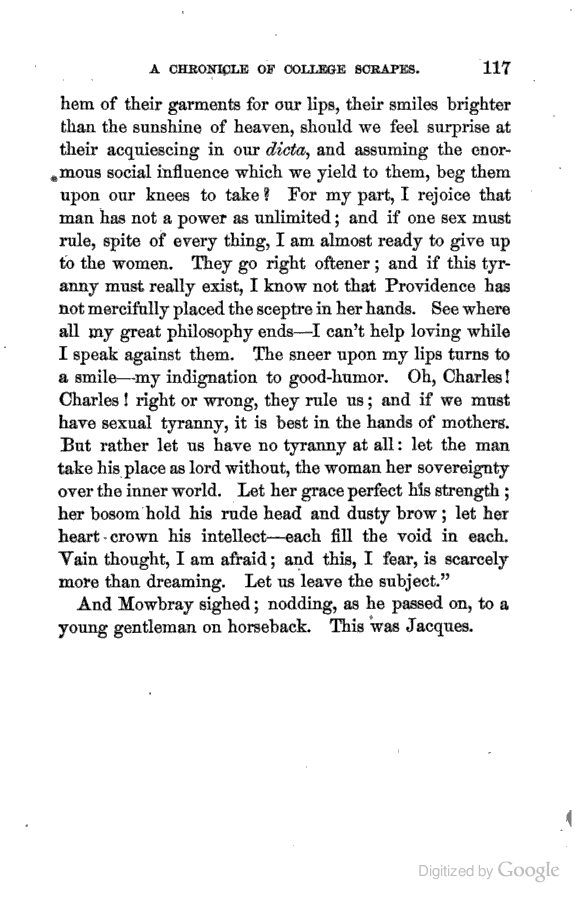 A CHRONICLE OF COLLEGE SCRAPES. 117
hem of their garments for our lips, their smiles brighter
than the sunshine of heaven, should we feel surprise at
their acquiescing in our dicta, and assuming the enor-
mous social influence which we yield to them, beg them
upon our knees to take? For my part, I rejoice that
man has not a power as unlimited; and if one sex must
rule, spite of every thing, I am almost ready to give up
to the women. They go right oftener; and if this tyr-
anny must really exist, I know not that Providence has
not mercifully placed the sceptre in her hands. See where
all my great philosophy ends—I can't help loving while
I speak against them. The sneer upon my lips turns to
a smile—my indignation to good-humor. Oh, Charles!
Charles! right or wrong, they rule us; and if we must
have sexual tyranny, it is best in the hands of mothers.
But rather let us have no tyranny at all: let the man
take his place as lord without, the woman her sovereignty
over the inner world. Let her grace perfect his strength;
her bosom hold his rude head and dusty brow; let her
heart crown his intellect—each fill the void in each.
Vain thought, I am afraid; and this, I fear, is scarcely
more than dreaming. Let us leave the subject."
And Mowbray sighed; nodding, as he passed on, to a
young gentleman on horseback. This was Jacques.
Digitized by Google